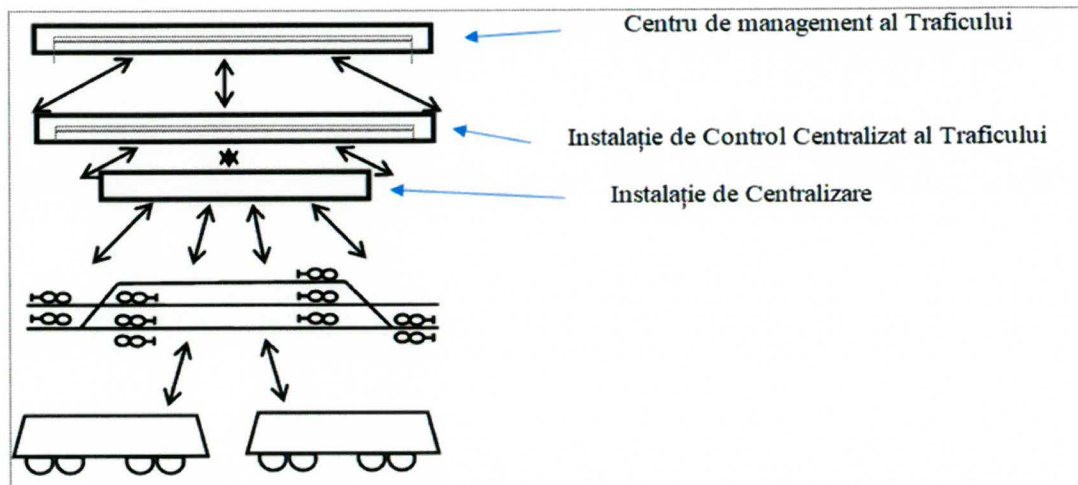 Centru de management al Traficului
Instalație de Control Centralizat al Traficului
Instalație de Centralizare